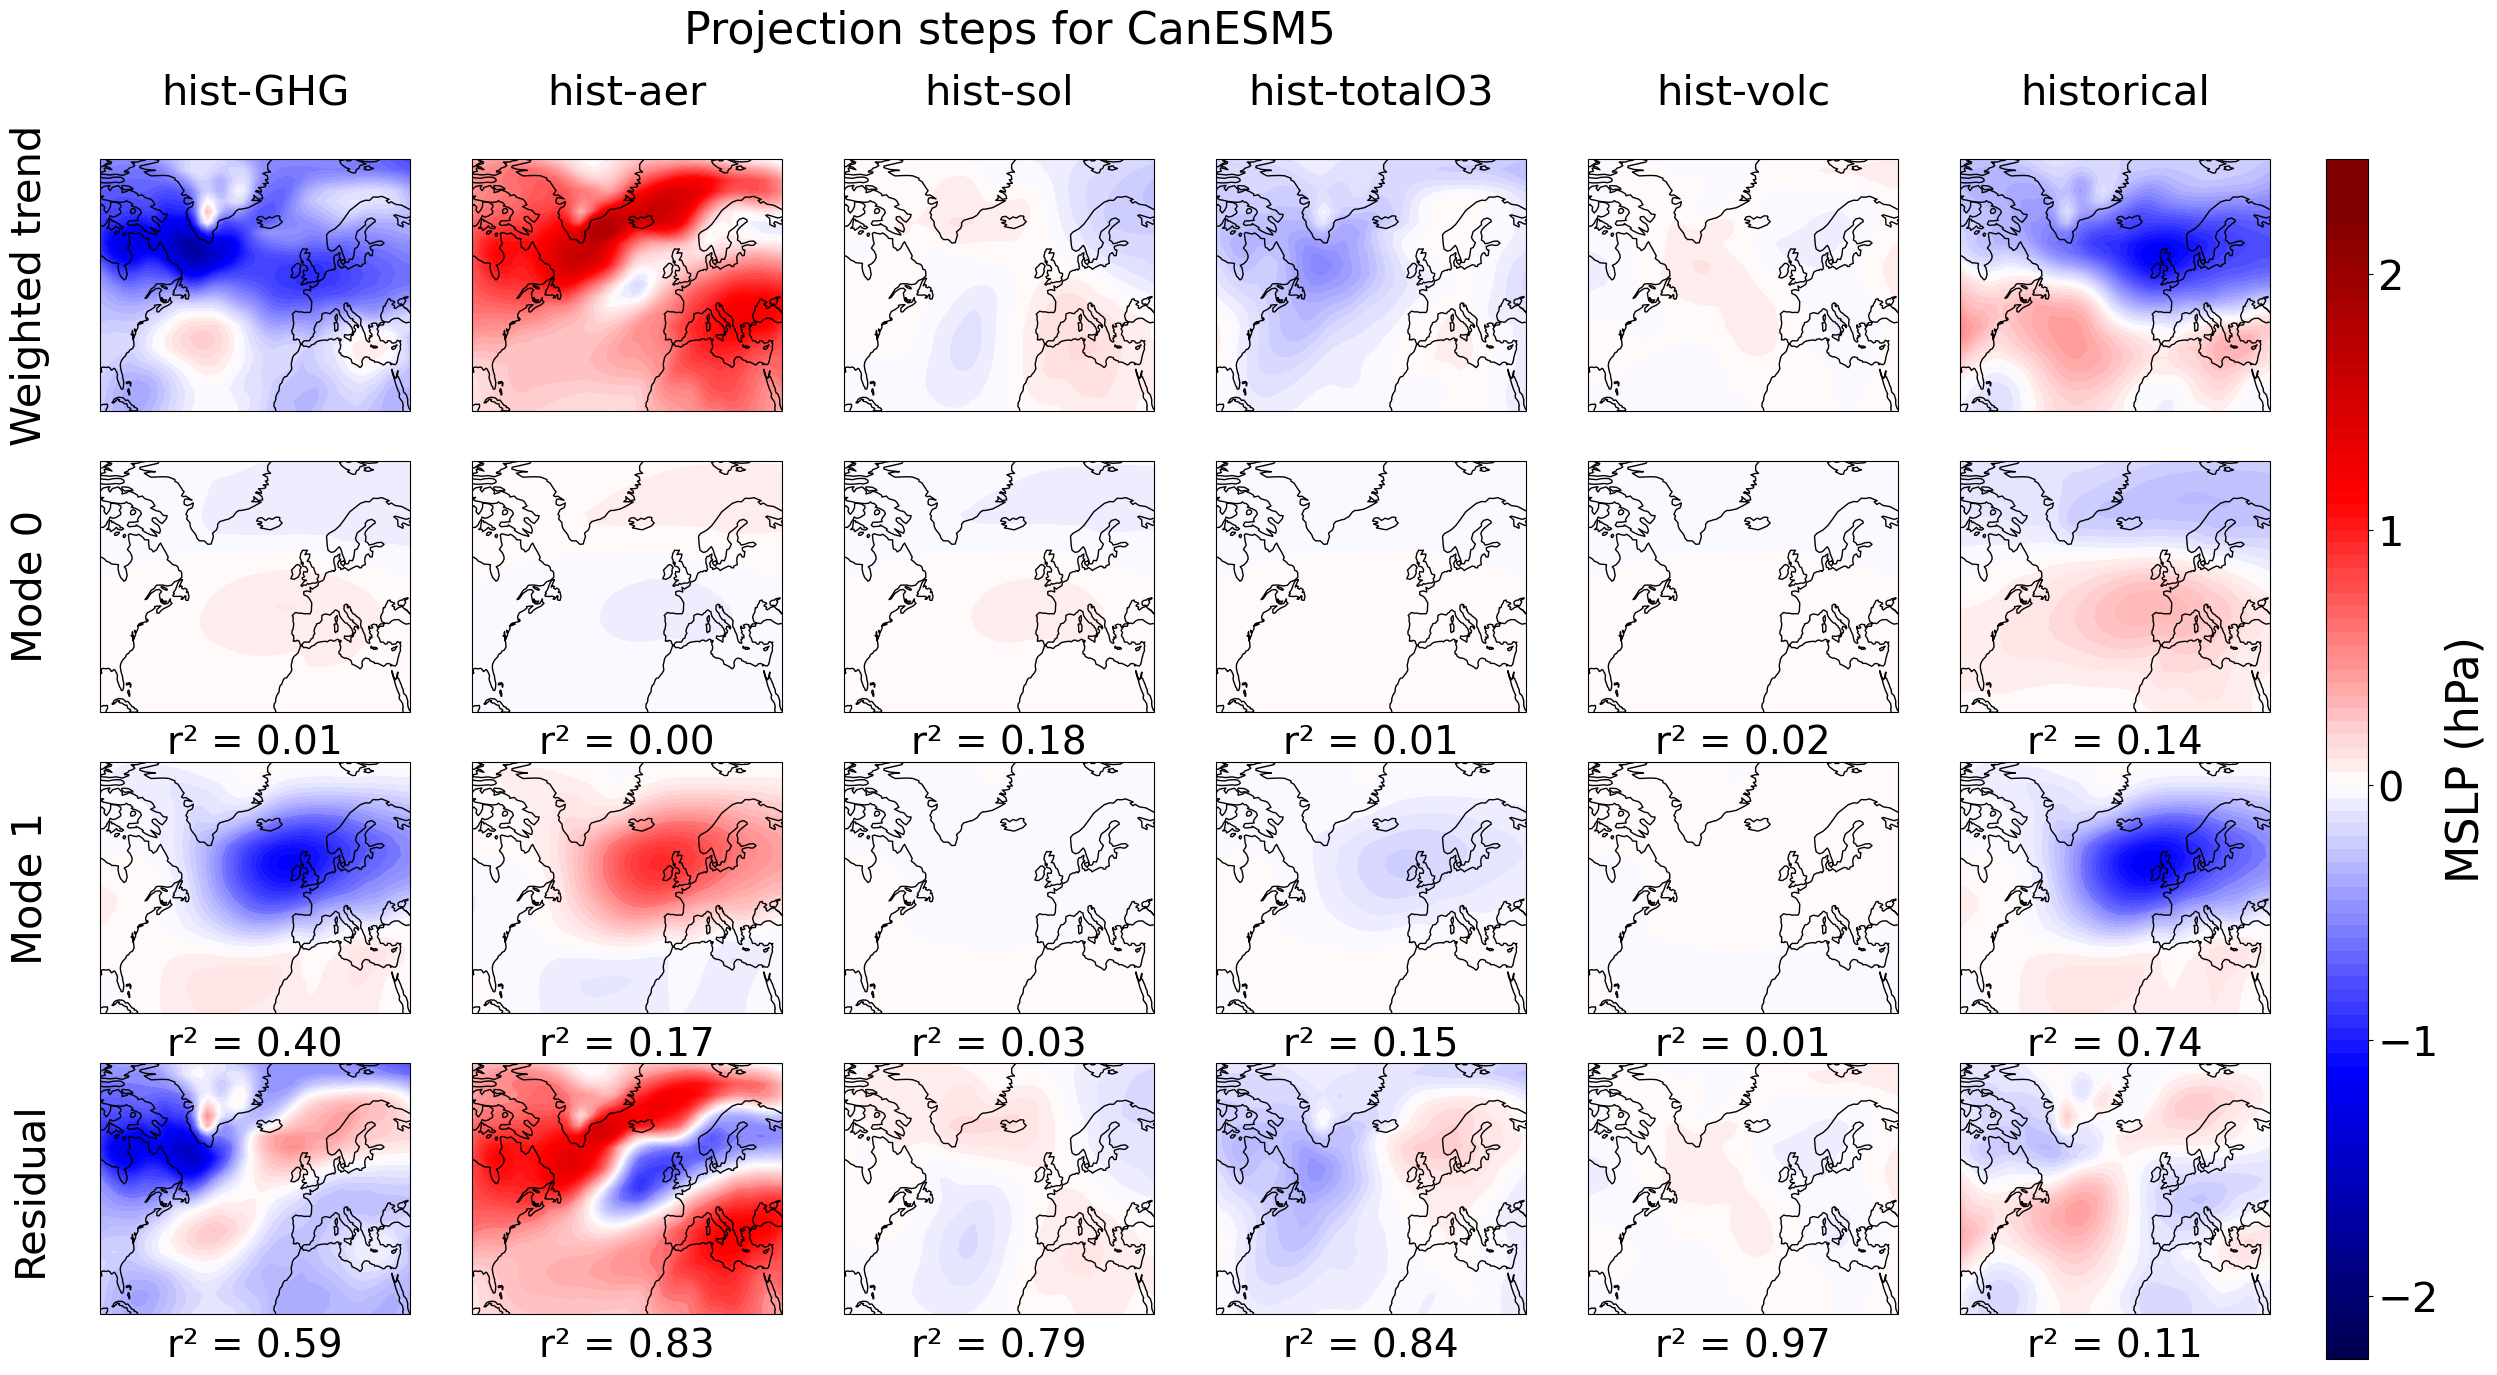 Projection steps for CanESM5
hist-GHG hist-aer hist-sol hist-totalO3 hist-volc historical
Weighted trend
Mode 0
r² = 0.01 r² = 0.00 r² = 0.18 r² = 0.01 r² = 0.02 r² = 0.14
Mode 1
r² = 0.40 r² = 0.17 r² = 0.03 r² = 0.15 r² = 0.01 r² = 0.74
Residual
r² = 0.59 r² = 0.83 r² = 0.79 r² = 0.84 r² = 0.97 r² = 0.11
2
1
0
−1
−2
MSLP (hPa)